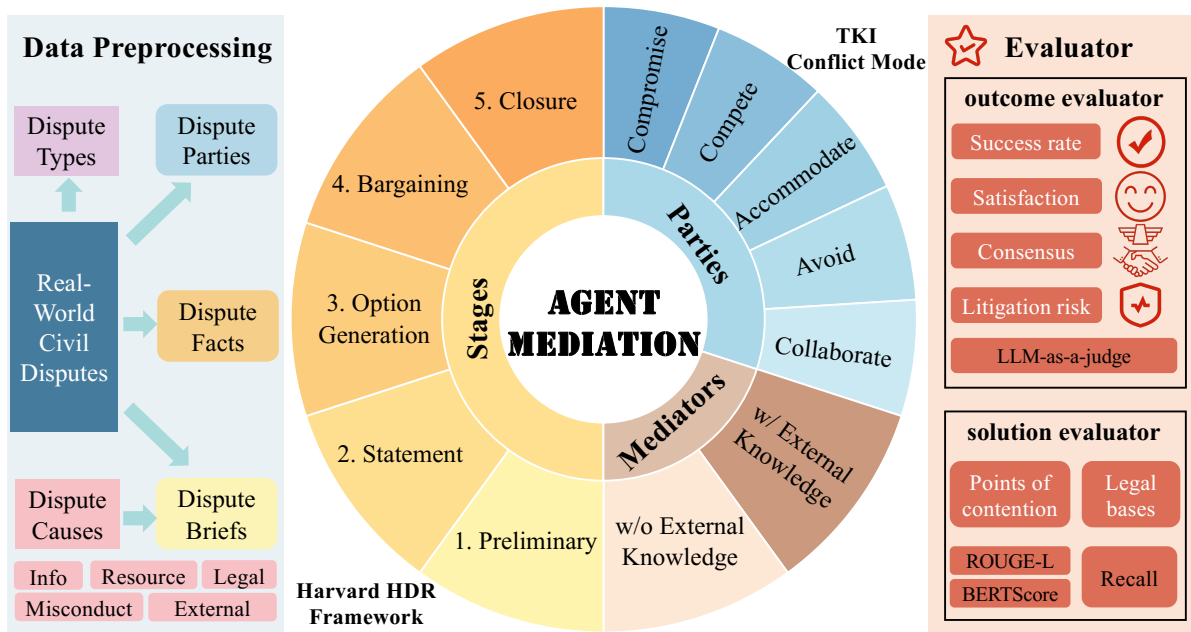 Data Preprocessing
Dispute
Types
Dispute
Parties
Real-
World
Civil
Disputes
Dispute
Facts
Dispute
Causes
Dispute
Briefs
Info
Resource
Legal
Misconduct
External
AGENT
MEDIATION
Stages
5. Closure
4. Bargaining
3. Option
Generation
2. Statement
1. Preliminary
Harvard HDR
Framework
Parties
TKI
Conflict Mode
Compromise
Compete
Accommodate
Avoid
Collaborate
Mediators
w/ External
Knowledge
w/o External
Knowledge
Evaluator
outcome evaluator
Success rate
Satisfaction
Consensus
Litigation risk
LLM-as-a-judge
solution evaluator
Points of
contention
Legal
bases
ROUGE-L
BERTScore
Recall